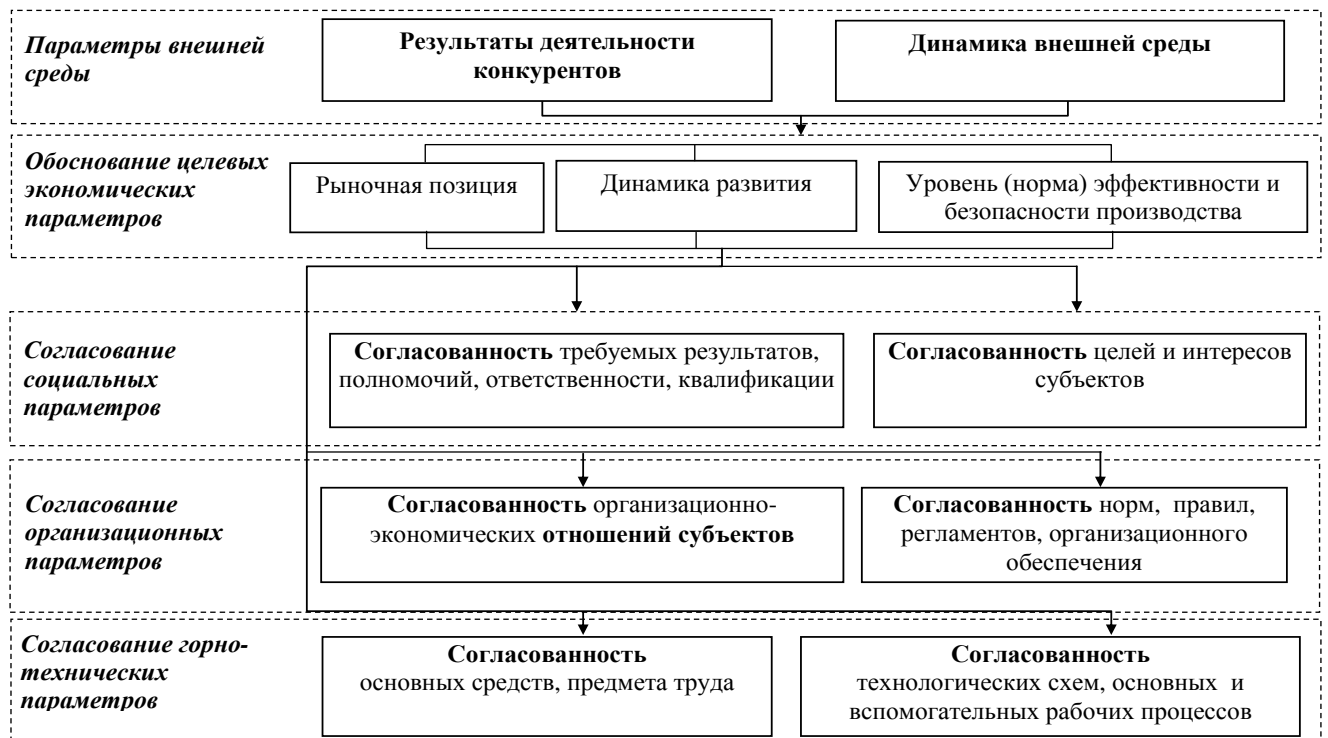 Параметры внешней
среды
Результаты деятельности
конкурентов
Динамика внешней среды
Обоснование целевых
экономических
параметров
Рыночная позиция
Динамика развития
Уровень (норма) эффективности и
безопасности производства
Согласование
социальных
параметров
Согласованность требуемых результатов,
полномочий, ответственности, квалификации
Согласованность целей и интересов
субъектов
Согласование
организационных
параметров
Согласованность организационно-
экономических отношений субъектов
Согласованность норм, правил,
регламентов, организационного
обеспечения
Согласование горно-
технических
параметров
Согласованность
основных средств, предмета труда
Согласованность
технологических схем, основных и
вспомогательных рабочих процессов